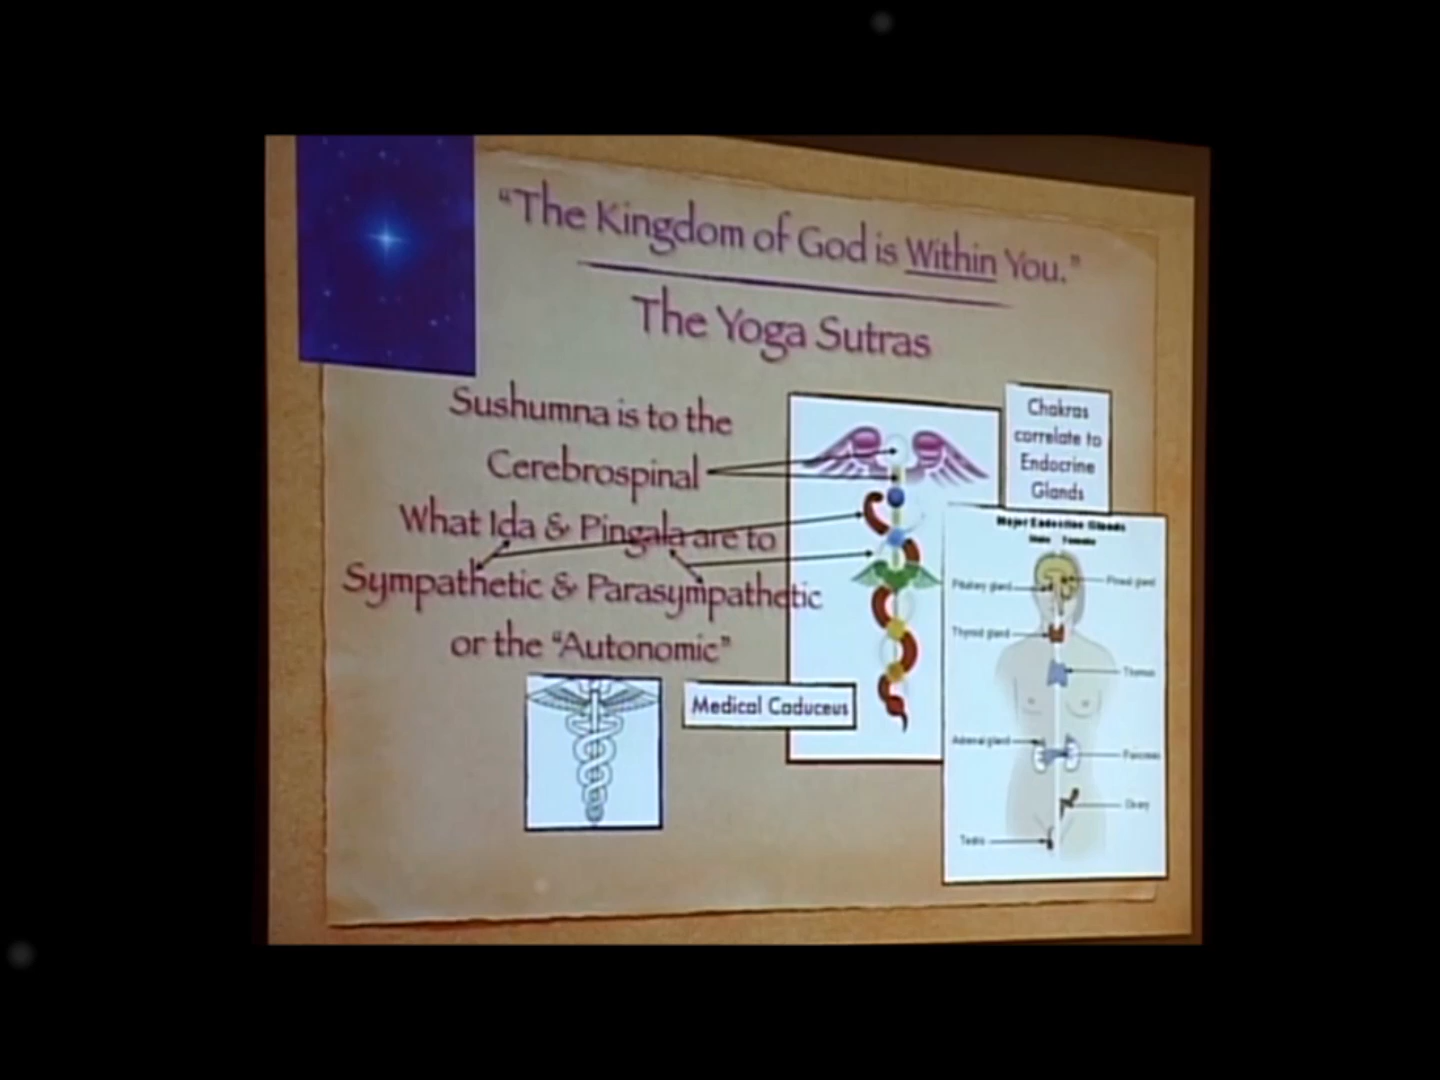 “The Kingdom of God is Within You.”
The Yoga Sutras
Sushumna is to the
Cerebrospinal
What Ida & Pingala are to
Sympathetic & Parasympathetic
or the “Autonomic”
Medical Caduceus
Chakras
correlate to
Endocrine
Glands
Major Endocrine Glands
Male Female
Pituitary gland
Pineal gland
Thyroid gland
Thymus
Adrenal gland
Pancreas
Ovary
Testis